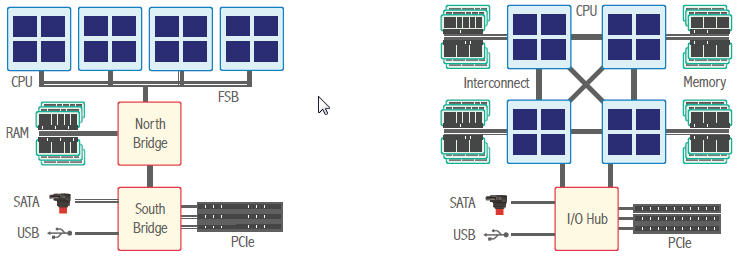 CPU
FSB
RAM
North
Bridge
SATA
USB
South
Bridge
PCIe
CPU
Interconnect
Memory
SATA
USB
I/O Hub
PCIe